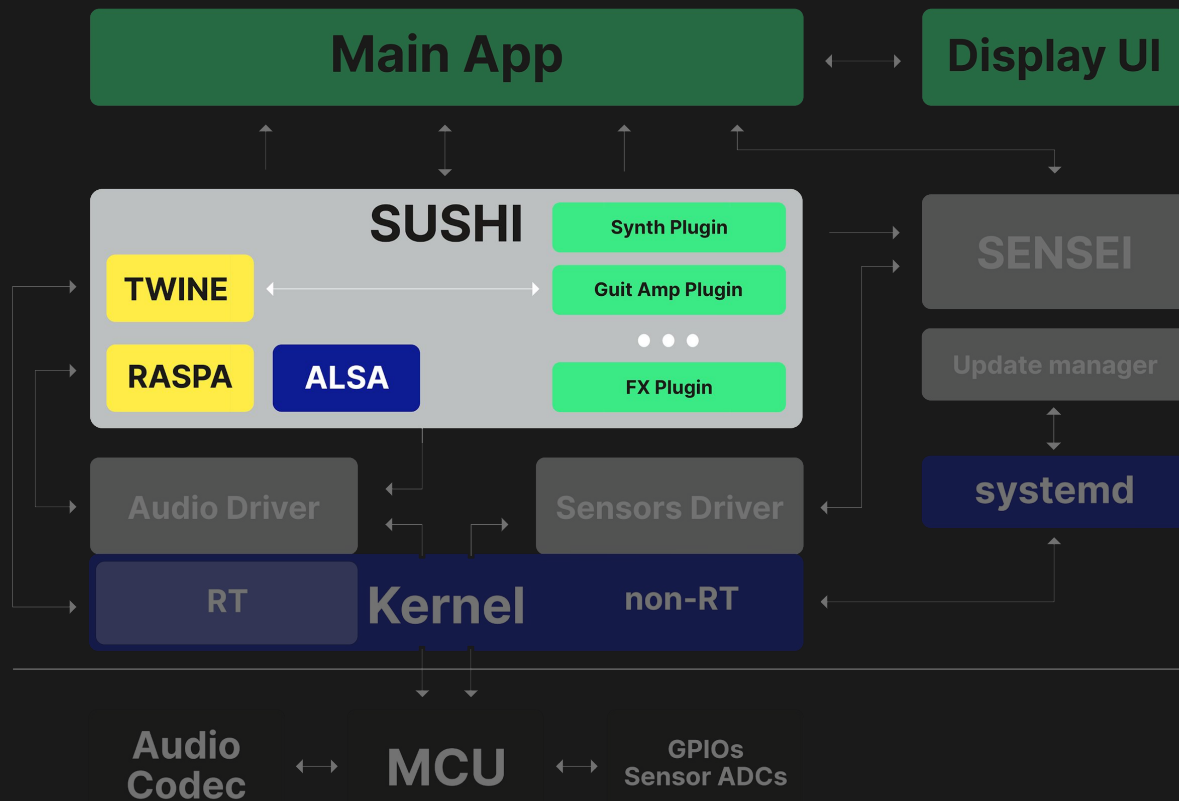 Main App
Display UI
SUSHI
Synth Plugin
TWINE
Guit Amp Plugin
RASPA
ALSA
FX Plugin
SENSEI
Update manager
Audio Driver
Sensors Driver
systemd
RT
Kernel
non-RT
Audio
Codec
MCU
GPIOs
Sensor ADCs